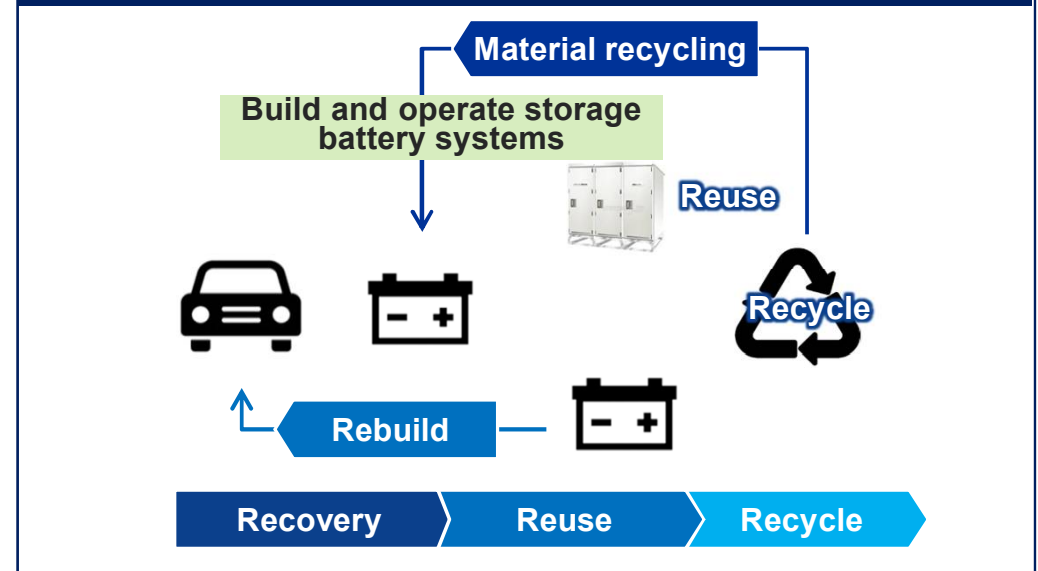 Material recycling
Build and operate storage
battery systems
Reuse
Recycle
Rebuild
Recovery
Reuse
Recycle